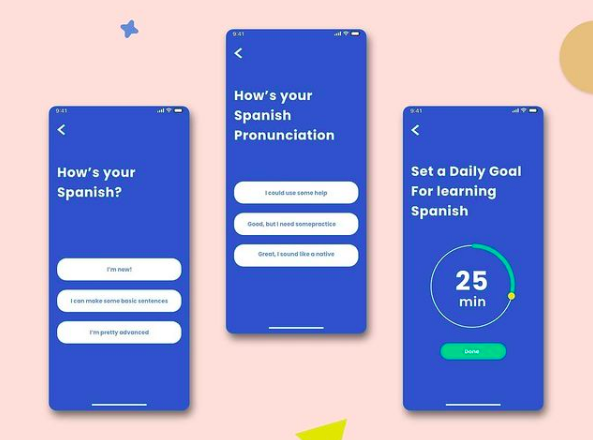 9:41
How's your
Spanish?
I'm new!
I can make some basic sentences
I'm pretty advanced
9:41
How's your
Spanish
Pronunciation
I could use some help
Good, but I need somepractice
Great, I sound like a native
9:41
Set a Daily Goal
For learning
Spanish
25
min
Done